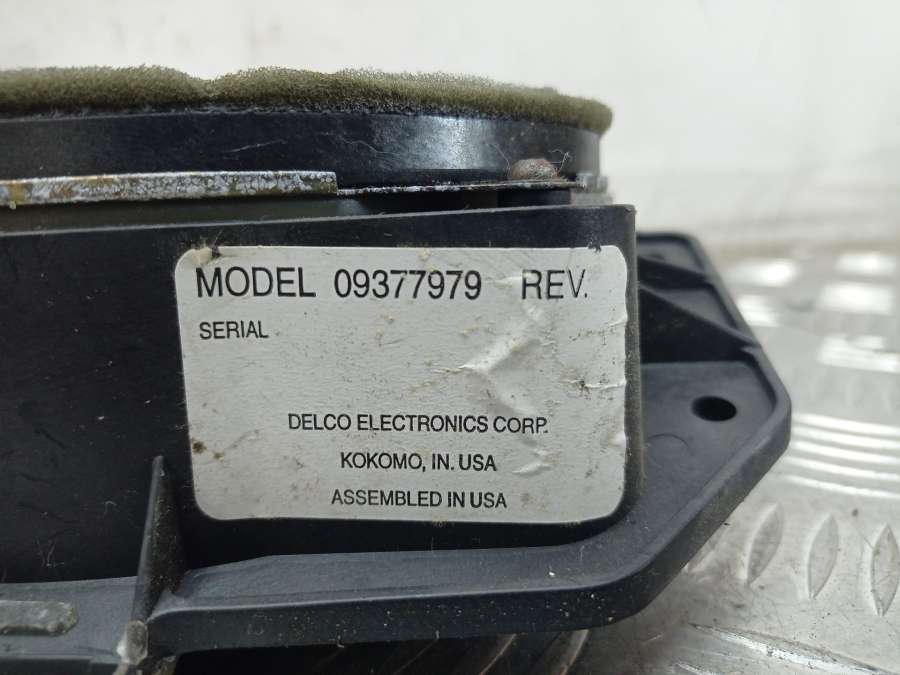 MODEL 09377979 REV.
SERIAL
DELCO ELECTRONICS CORP.
KOKOMO, IN. USA
ASSEMBLED IN USA